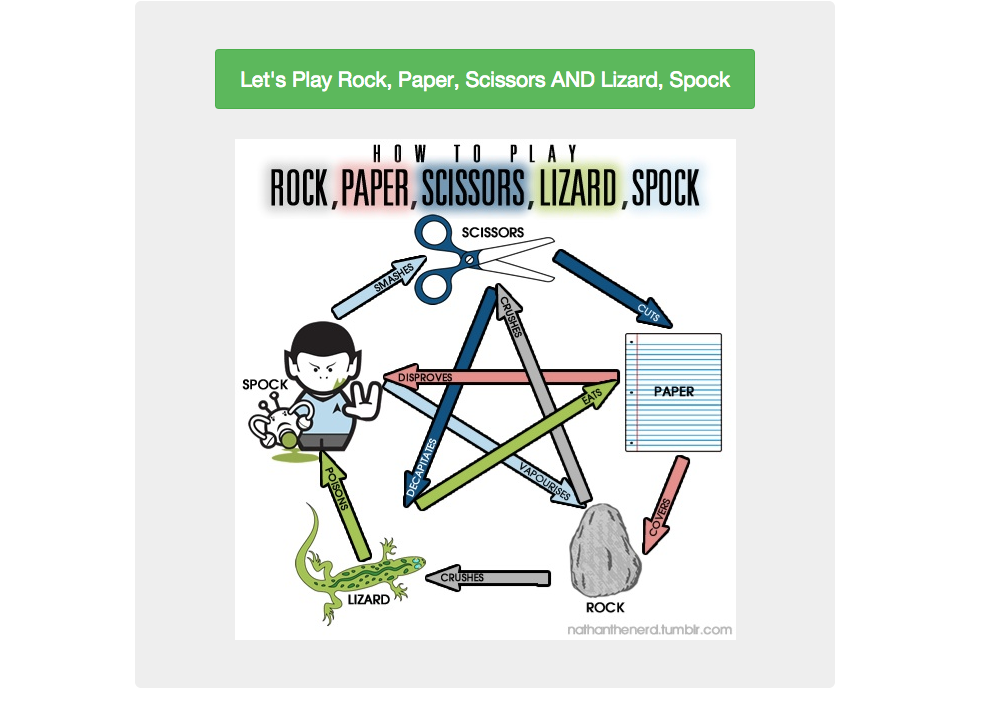 Let's Play Rock, Paper, Scissors AND Lizard, Spock
HOW TO PLAY
ROCK, PAPER, SCISSORS, LIZARD, SPOCK
SCISSORS
SMASHES
CUTS
CRUSHES
DISPROVES
SPOCK
EATS
PAPER
DECAPITATES
VAPOURISES
POISONS
COVERS
CRUSHES
LIZARD
ROCK
nathanthenerd.tumblr.com